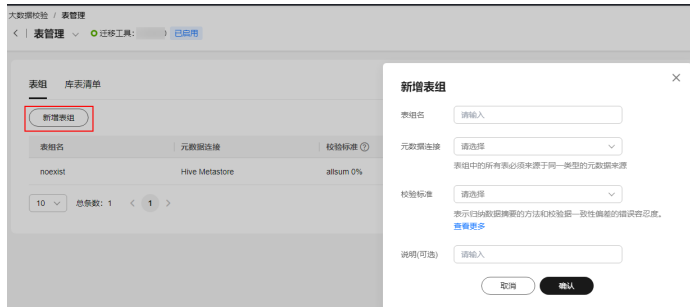 大数据校验 / 表管理
表管理 迁移工具: 已启用
表组 库表清单
新增表组
表组名 元数据连接 校验标准
noexist Hive Metastore allsum 0%
10 总条数: 1 < 1 >
新增表组
表组名 请输入
元数据连接 请选择
表组中的所有表必须来源于同一类型的元数据来源
校验标准 请选择
表示归纳数据摘要的方法和校验据一致性偏差的错误容忍度。
查看更多
说明(可选) 请输入
取消 确认